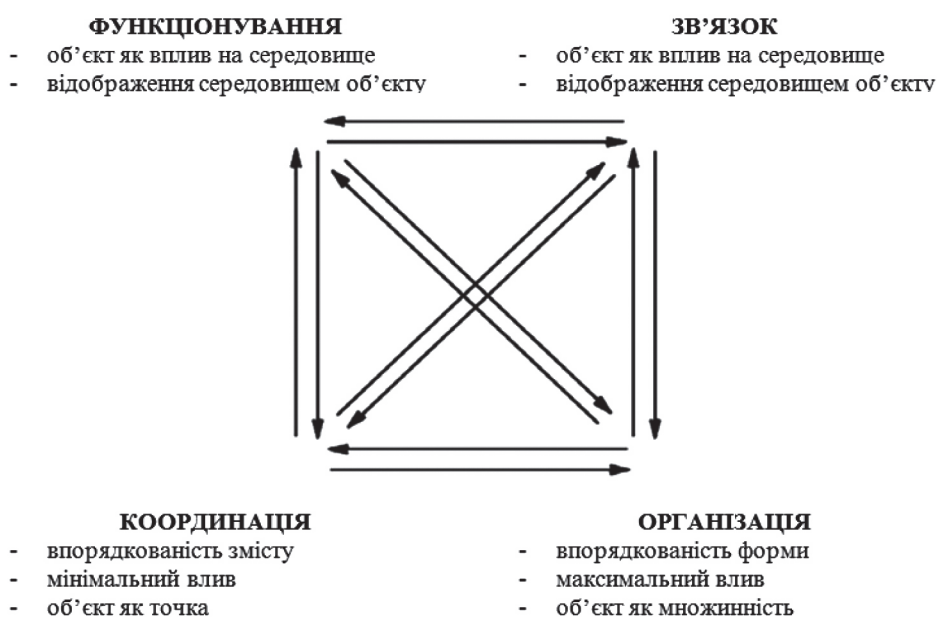 ФУНКЦІОНУВАННЯ
- об’єкт як вплив на середовище
- відображення середовищем об’єкту
ЗВ’ЯЗОК
- об’єкт як вплив на середовище
- відображення середовищем об’єкту
КООРДИНАЦІЯ
- впорядкованість змісту
- мінімальний влив
- об’єкт як точка
ОРГАНІЗАЦІЯ
- впорядкованість форми
- максимальний влив
- об’єкт як множинність